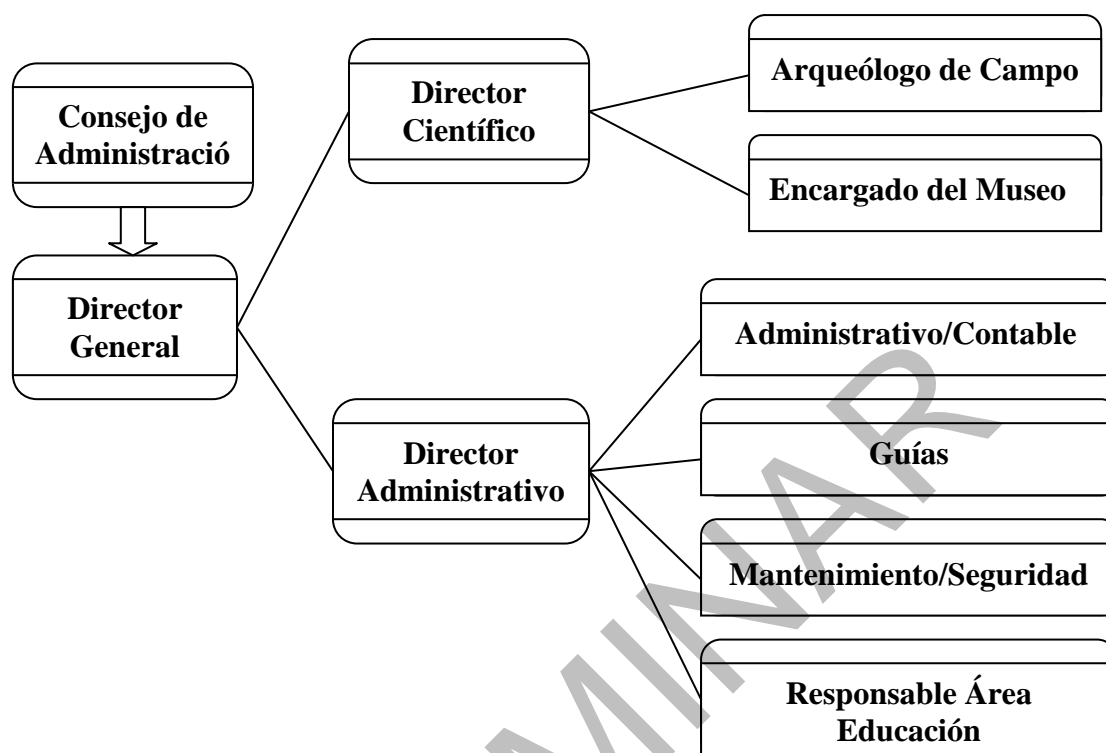 Consejo de
Administració
Director
General
Director
Científico
Director
Administrativo
Arqueólogo de Campo
Encargado del Museo
Administrativo/Contable
Guías
Mantenimiento/Seguridad
Responsable Área
Educación
MINAR